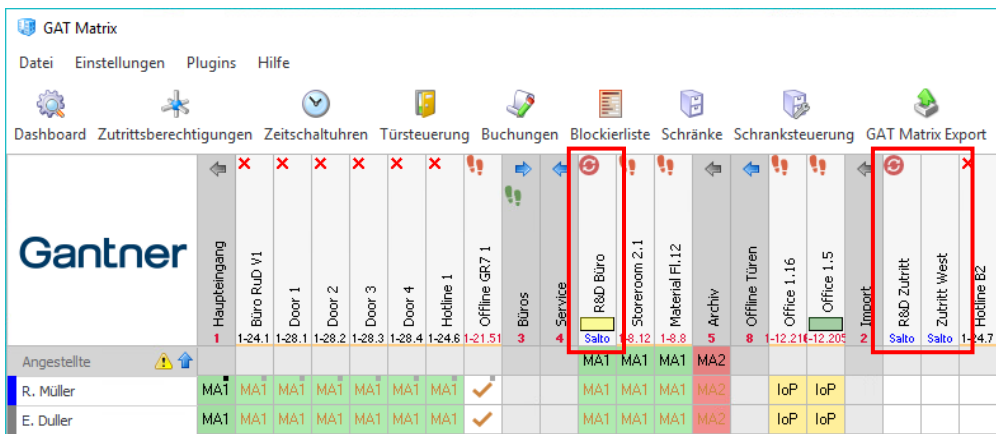 GAT Matrix
Datei Einstellungen Plugins Hilfe
Dashboard Zutrittsberechtigungen Zeitschaltuhren Türsteuerung Buchungen Blockierliste Schränke Schranksteuerung GAT Matrix Export
Gantner
Haupteingang
1
Büro RuD V1
1-24.1
Door 1
1-28.1
Door 2
1-28.2
Door 3
1-28.3
Door 4
1-28.4
Hotline 1
1-24.6
Offline GR7 1
1-21.51
Büros
3
Service
4
R&D Büro
Salto
Storeroom 2.1
1-8.12
Material Fl.12
1-8.8
Archiv
5
Offline Türen
8
Office 1.16
Office 1.5
Import
2
R&D Zutritt
Salto
Zutritt West
Salto
Hotline B2
1-24.7
Angestellte MA1 MA1 MA1 MA2
R. Müller MA1 MA1 MA1 MA1 MA1 MA1 MA1 MA1 MA1 MA1 MA2 IoP IoP
E. Duller MA1 MA1 MA1 MA1 MA1 MA1 MA1 MA1 MA1 MA1 MA2 IoP IoP